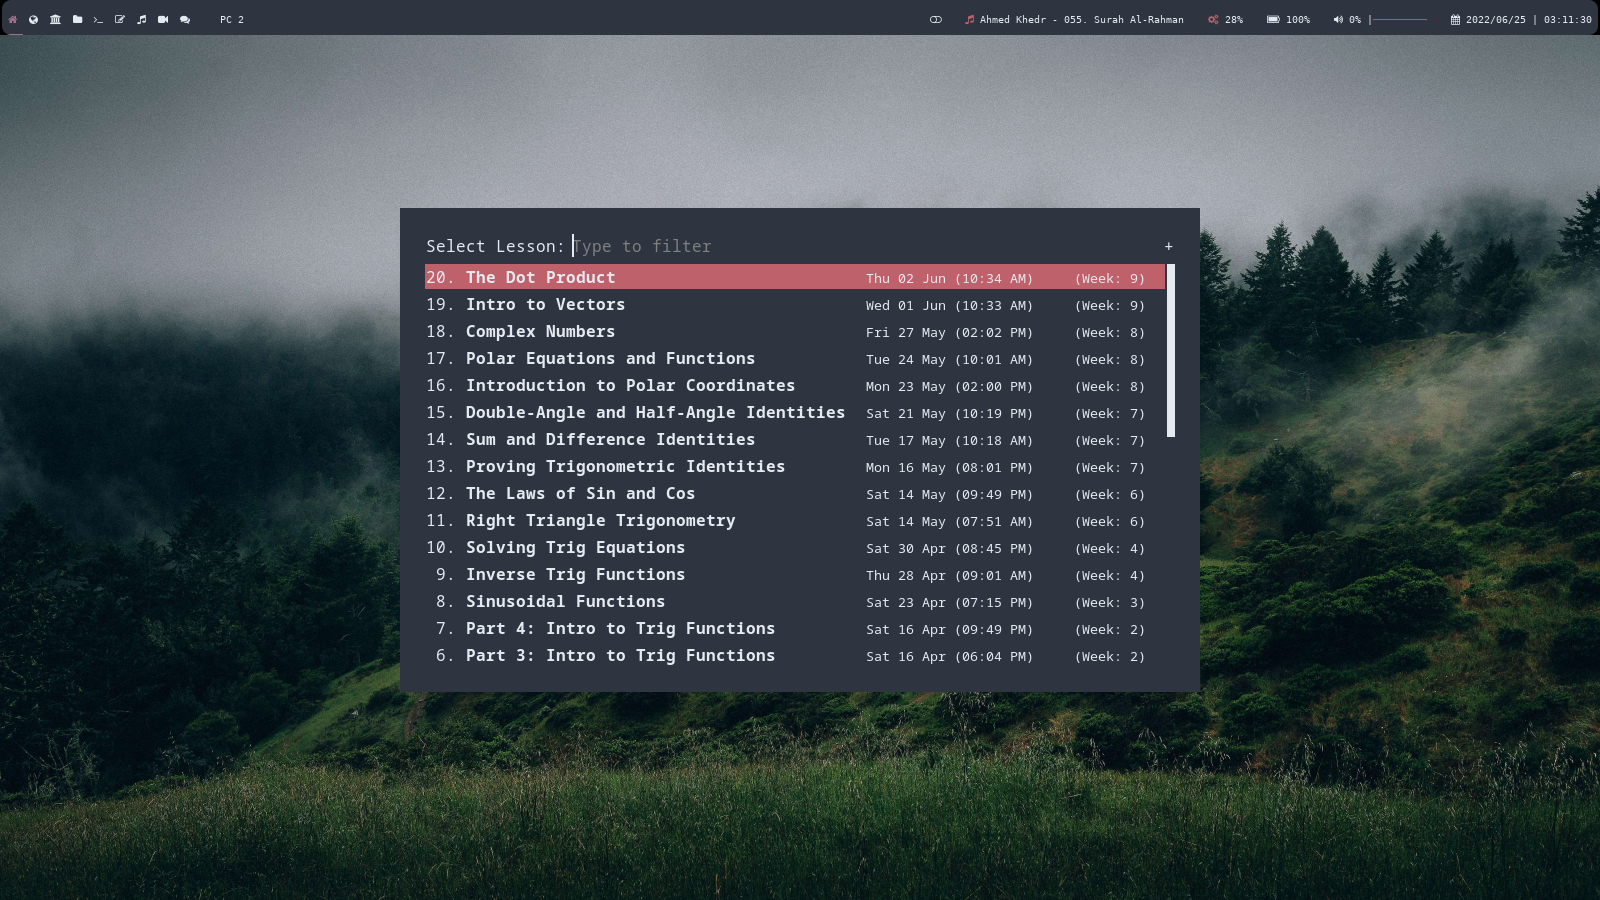 PC 2 Ahmed Khedr - 055. Surah Al-Rahman 28% 100% 0% 2022/06/25 | 03:11:30
Select Lesson: Type to filter +
20. The Dot Product Thu 02 Jun (10:34 AM) (Week: 9)
19. Intro to Vectors Wed 01 Jun (10:33 AM) (Week: 9)
18. Complex Numbers Fri 27 May (02:02 PM) (Week: 8)
17. Polar Equations and Functions Tue 24 May (10:01 AM) (Week: 8)
16. Introduction to Polar Coordinates Mon 23 May (02:00 PM) (Week: 8)
15. Double-Angle and Half-Angle Identities Sat 21 May (10:19 PM) (Week: 7)
14. Sum and Difference Identities Tue 17 May (10:18 AM) (Week: 7)
13. Proving Trigonometric Identities Mon 16 May (08:01 PM) (Week: 7)
12. The Laws of Sin and Cos Sat 14 May (09:49 PM) (Week: 6)
11. Right Triangle Trigonometry Sat 14 May (07:51 AM) (Week: 6)
10. Solving Trig Equations Sat 30 Apr (08:45 PM) (Week: 4)
9. Inverse Trig Functions Thu 28 Apr (09:01 AM) (Week: 4)
8. Sinusoidal Functions Sat 23 Apr (07:15 PM) (Week: 3)
7. Part 4: Intro to Trig Functions Sat 16 Apr (09:49 PM) (Week: 2)
6. Part 3: Intro to Trig Functions Sat 16 Apr (06:04 PM) (Week: 2)